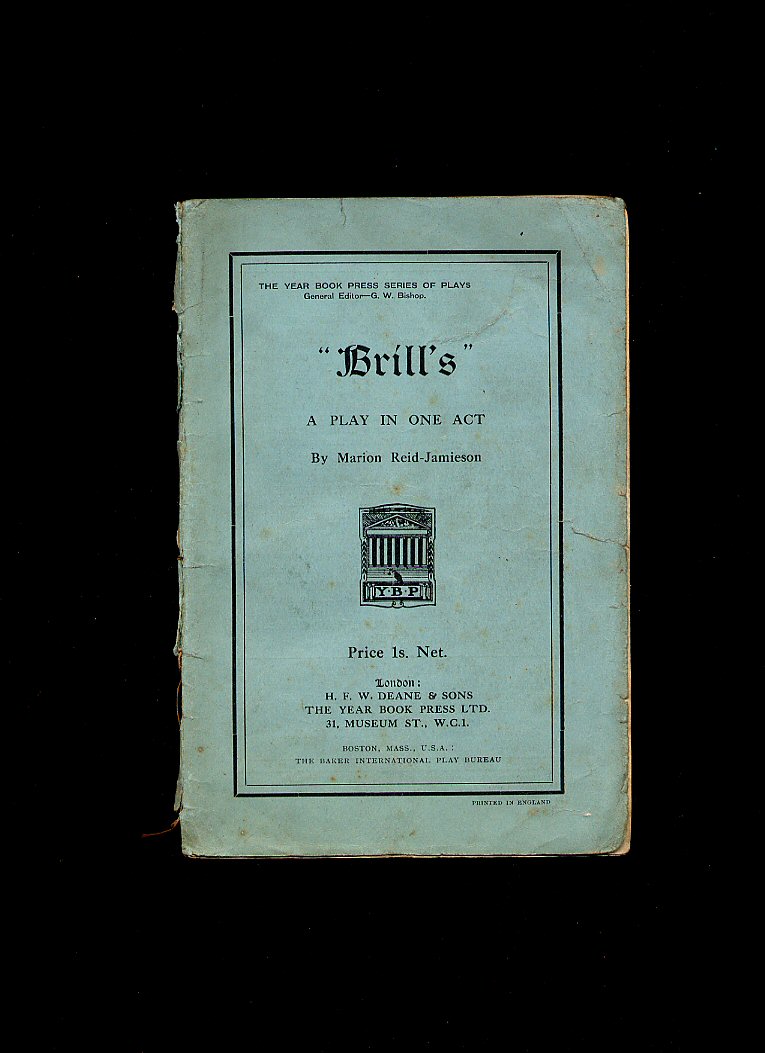 THE YEAR BOOK PRESS SERIES OF PLAYS
General Editor—G. W. Bishop.
"Brill's"
A PLAY IN ONE ACT
By Marion Reid-Jamieson
Y·B·P
Price 1s. Net.
London:
H. F. W. DEANE & SONS
THE YEAR BOOK PRESS LTD.
31, MUSEUM ST., W.C.1.
BOSTON, MASS., U.S.A. :
THE BAKER INTERNATIONAL PLAY BUREAU
PRINTED IN ENGLAND